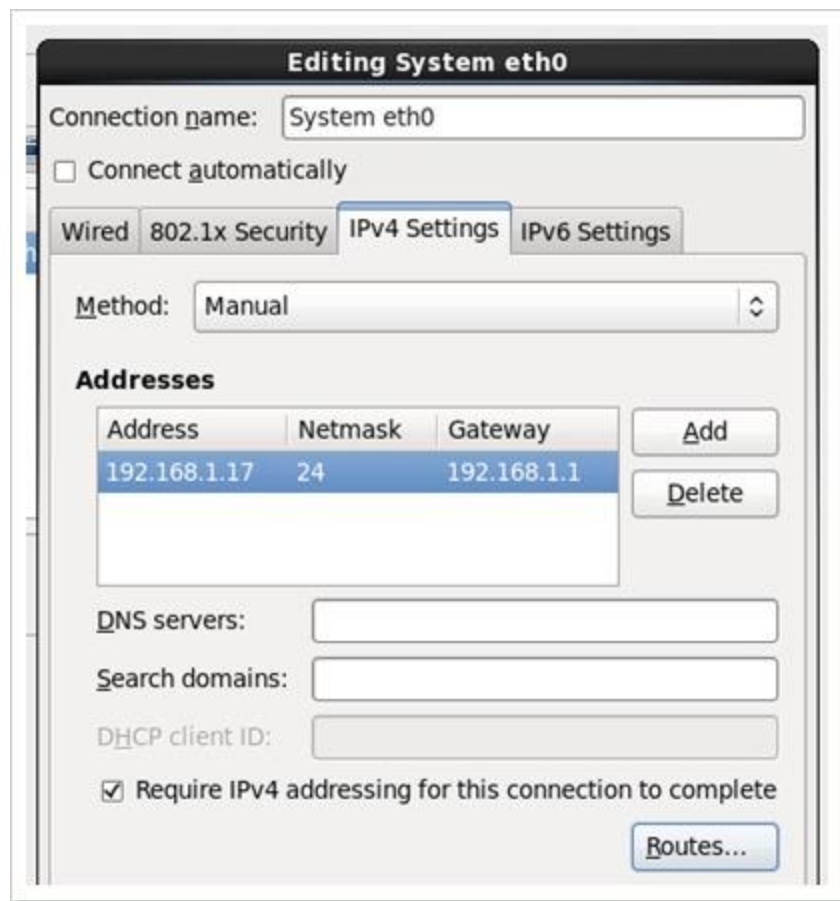 Editing System eth0
Connection name: System eth0
Connect automatically
Wired 802.1x Security IPv4 Settings IPv6 Settings
Method: Manual
Addresses
Address Netmask Gateway Add
192.168.1.17 24 192.168.1.1
Delete
DNS servers:
Search domains:
DHCP client ID:
Require IPv4 addressing for this connection to complete
Routes...